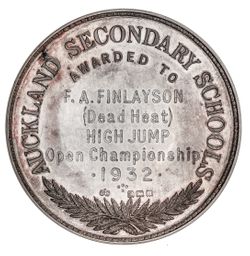 AUCKLAND SECONDARY SCHOOLS
AWARDED TO
F. A. FINLAYSON
(Dead Heat)
HIGH JUMP
Open Championship
· 1932 ·